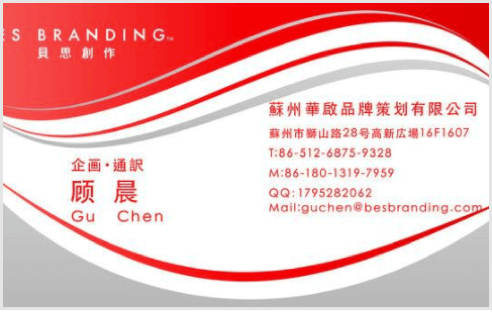 ES BRANDING™
貝思創作
蘇州華啟品牌策划有限公司
蘇州市獅山路28号高新広場16F1607
T:86-512-6875-9328
M:86-180-1319-7959
QQ:1795282062
Mail:guchen@besbranding.com
企画・通訳
顾 晨
Gu Chen